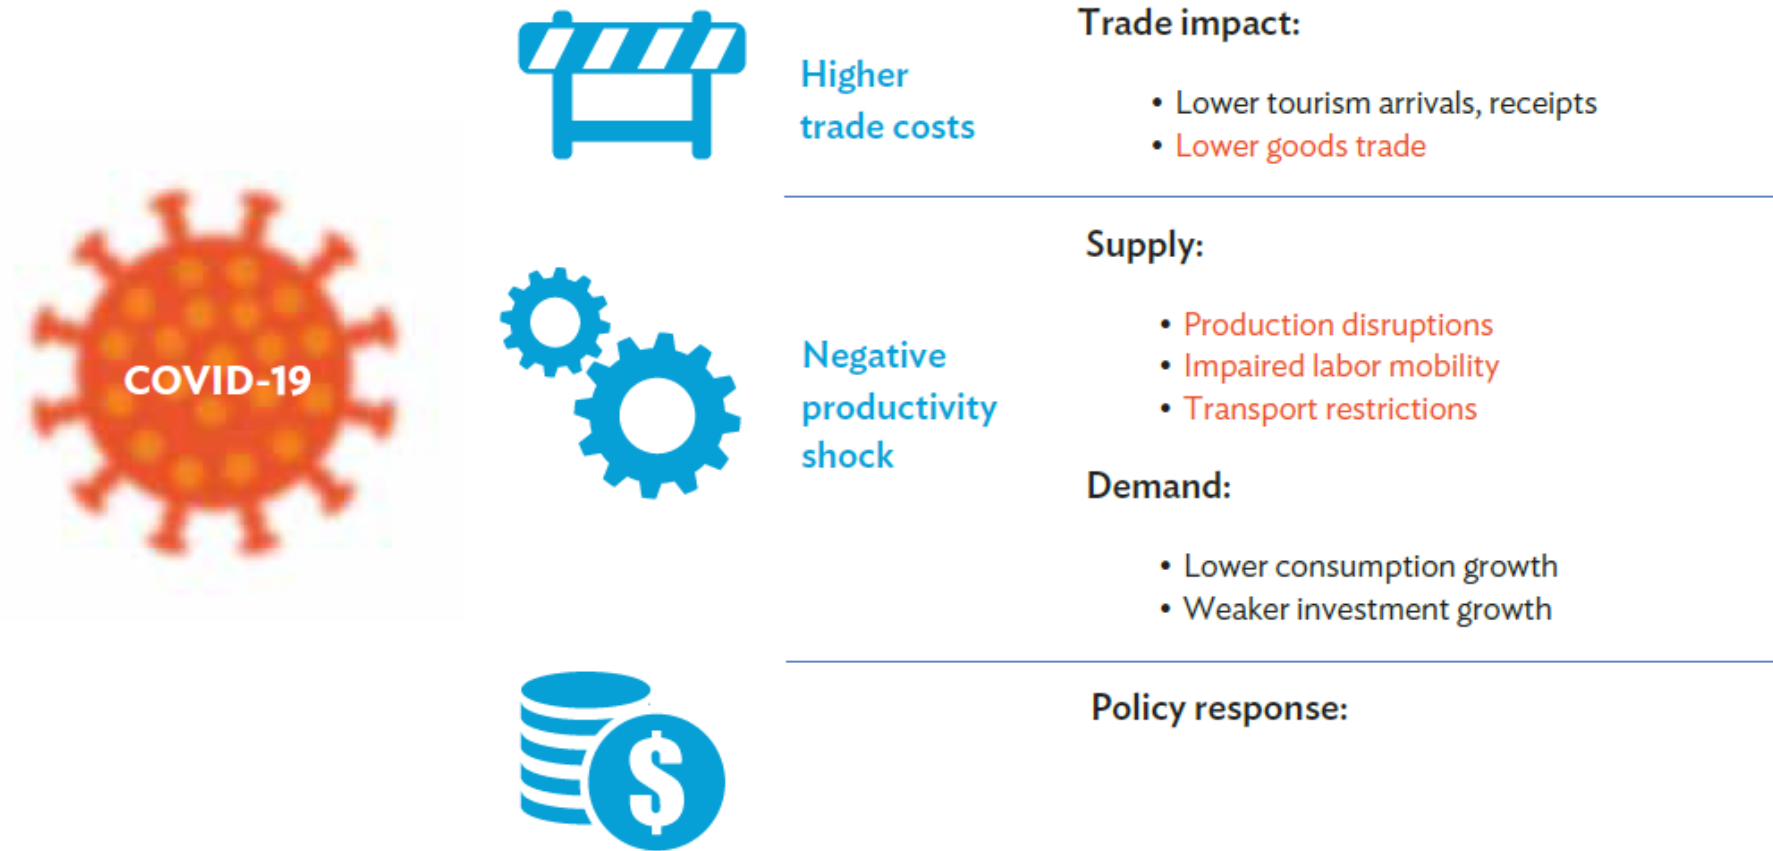 COVID-19
Higher
trade costs
Trade impact:
• Lower tourism arrivals, receipts
• Lower goods trade
Negative
productivity
shock
Supply:
• Production disruptions
• Impaired labor mobility
• Transport restrictions
Demand:
• Lower consumption growth
• Weaker investment growth
$
Policy response: